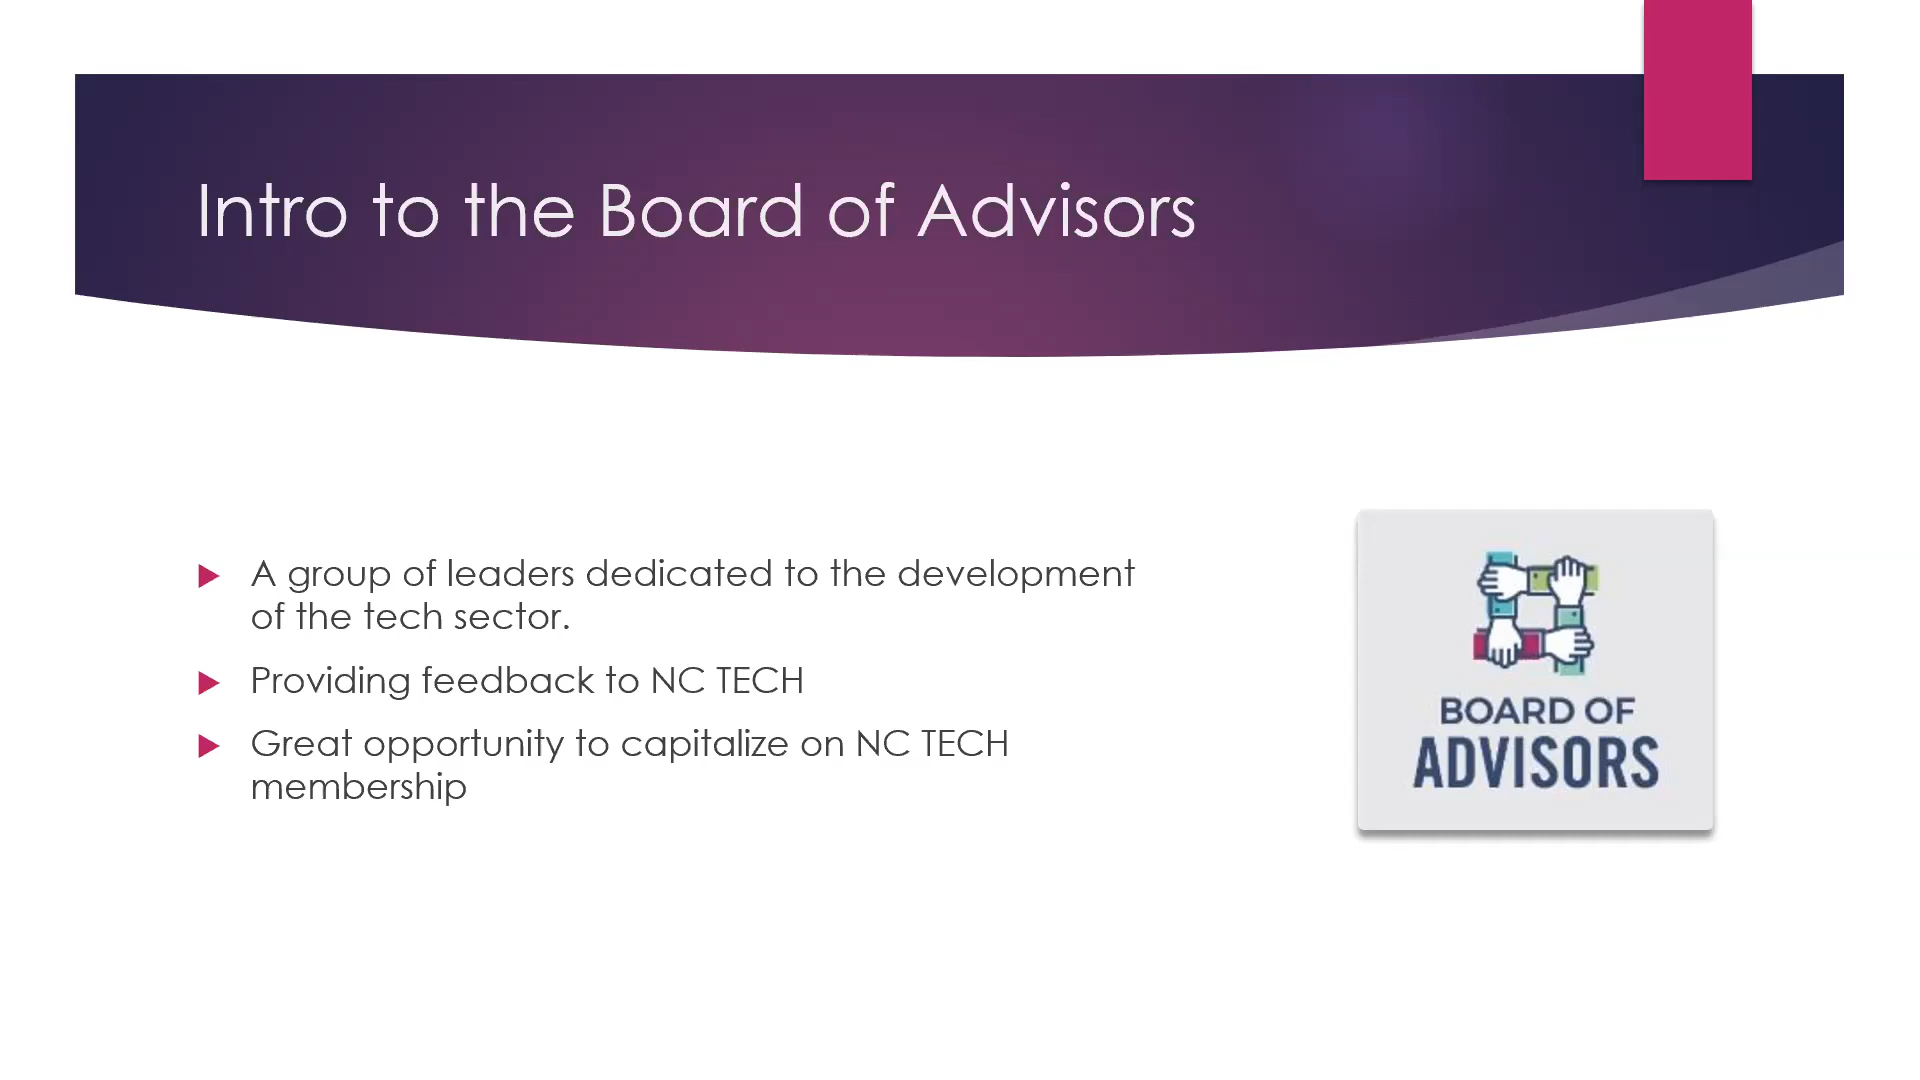 Intro to the Board of Advisors
A group of leaders dedicated to the development
of the tech sector.
Providing feedback to NC TECH
Great opportunity to capitalize on NC TECH
membership
BOARD OF
ADVISORS